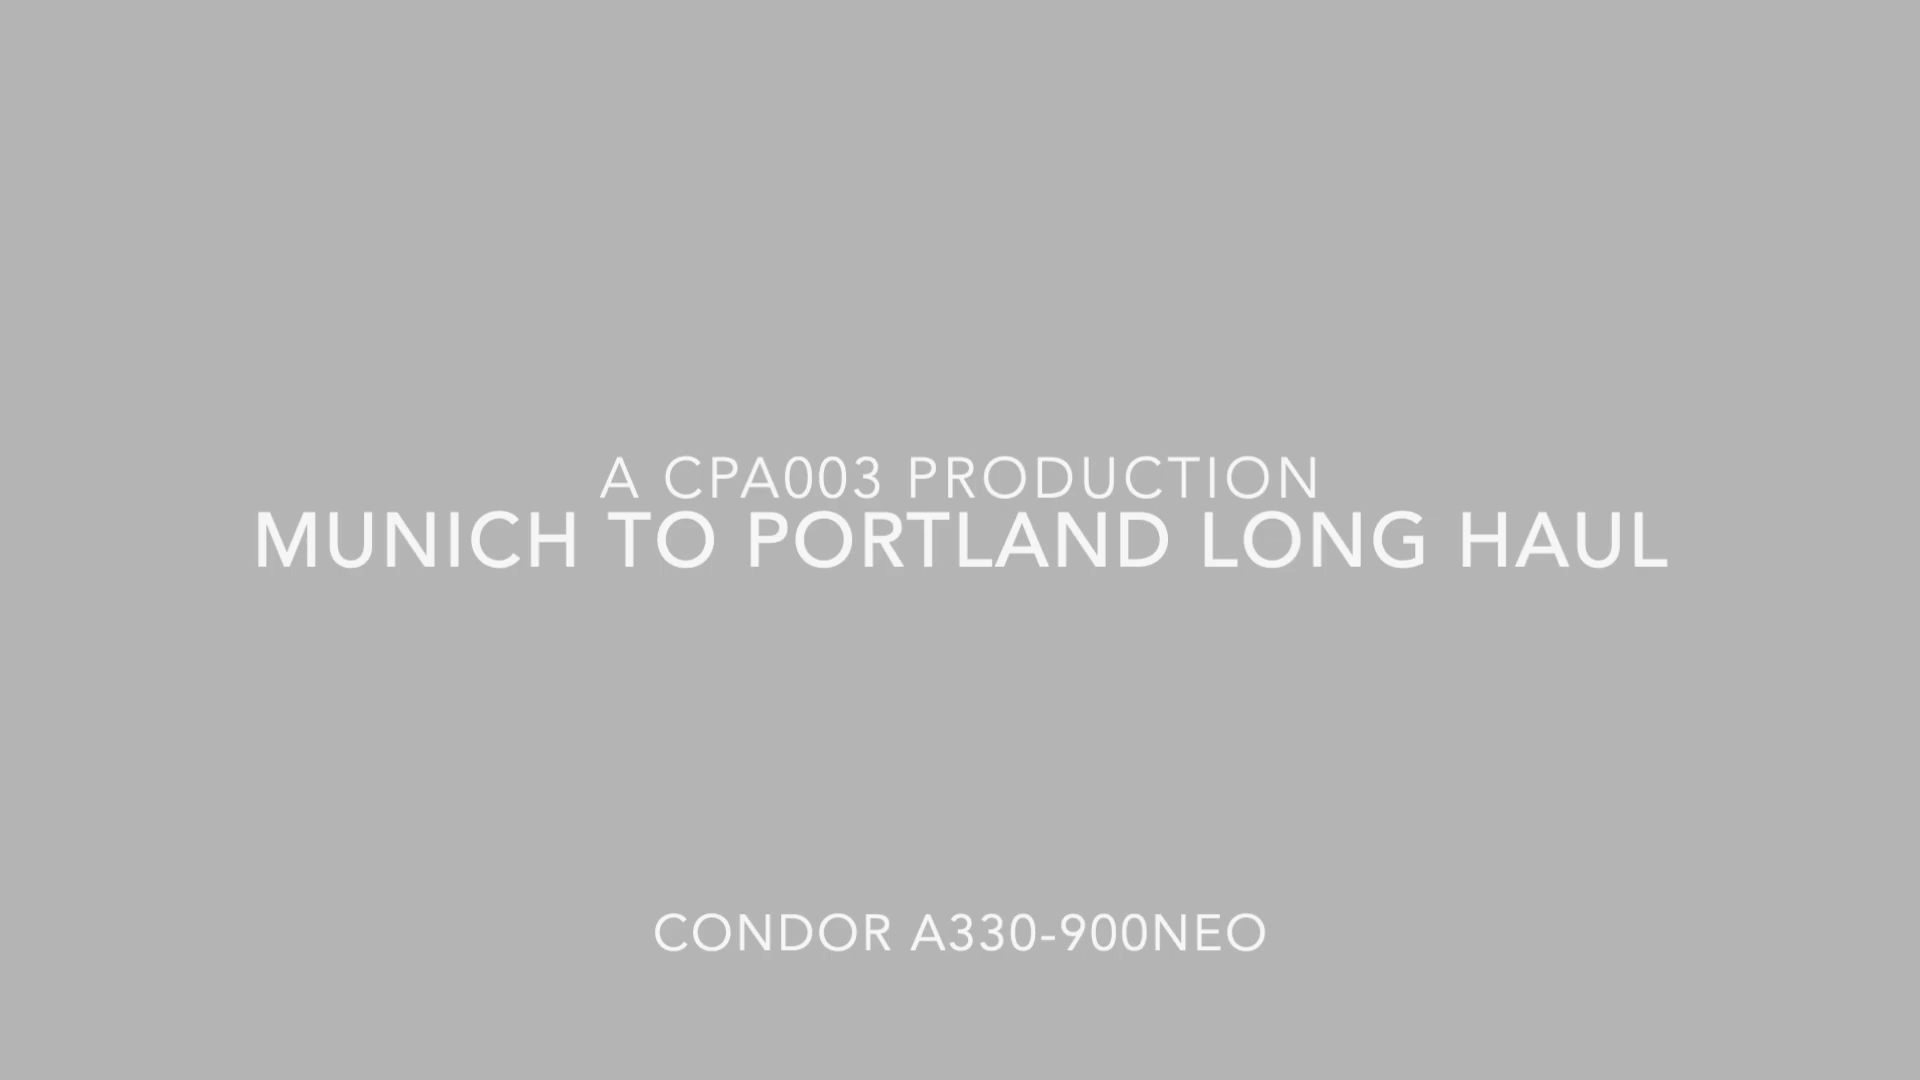 A CPA003 PRODUCTION
MUNICH TO PORTLAND LONG HAUL
CONDOR A330-900NEO